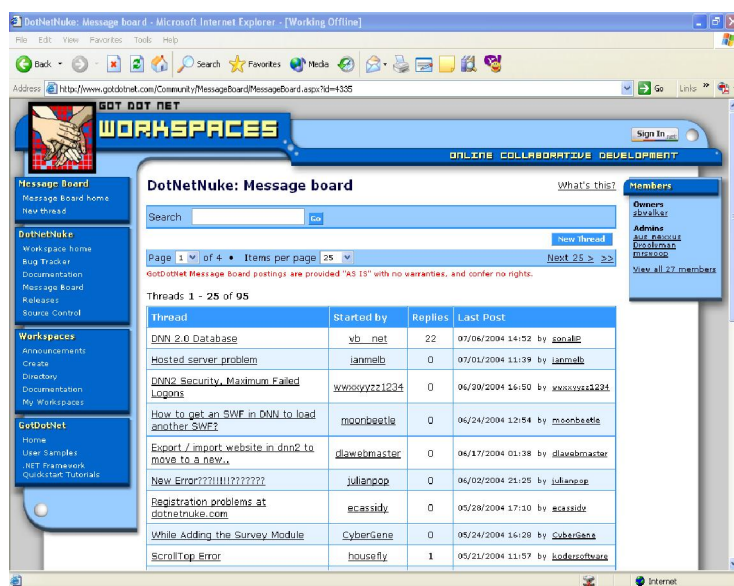 DotNetNuke: Message board - Microsoft Internet Explorer - [Working Offline]
File Edit View Favorites Tools Help
Back Search Favorites Media
Address http://www.gotdotnet.com/Community/MessageBoard/MessageBoard.aspx?id=4335 Go Links »
GOT DOT NET
WORKSPACES
Sign In .net
ONLINE COLLABORATIVE DEVELOPMENT
Message Board
Message Board home
New thread
DotNetNuke
Workspace home
Bug Tracker
Documentation
Message Board
Releases
Source Control
Workspaces
Announcements
Create
Directory
Documentation
My Workspaces
GotDotNet
Home
User Samples
.NET Framework
Quickstart Tutorials
DotNetNuke: Message board What's this?
Search Go
New Thread
Page 1 of 4 • Items per page 25 Next 25 > >>
GotDotNet Message Board postings are provided "AS IS" with no warranties, and confer no rights.
Threads 1 - 25 of 95
Thread Started by Replies Last Post
DNN 2.0 Database vb net 22 07/06/2004 14:52 by sonaliP
Hosted server problem ianmelb 0 07/01/2004 11:39 by ianmelb
DNN2 Security, Maximum Failed
Logons wwxxyyzz1234 0 06/30/2004 16:50 by wwxxyyzz1234
How to get an SWF in DNN to load
another SWF? moonbeetle 0 06/24/2004 12:54 by moonbeetle
Export / import website in dnn2 to
move to a new.. dlawebmaster 0 06/17/2004 01:38 by dlawebmaster
New Error???!!!!!??????? julianpop 0 06/02/2004 21:25 by julianpop
Registration problems at
dotnetnuke.com ecassidy 0 05/28/2004 17:10 by ecassidy
While Adding the Survey Module CyberGene 0 05/24/2004 16:28 by CyberGene
ScrollTop Error housefly 1 05/21/2004 11:57 by kodersoftware
Members
Owners
sbwalker
Admins
aus nexxus
Droolyman
mrswoop
View all 27 members
Internet